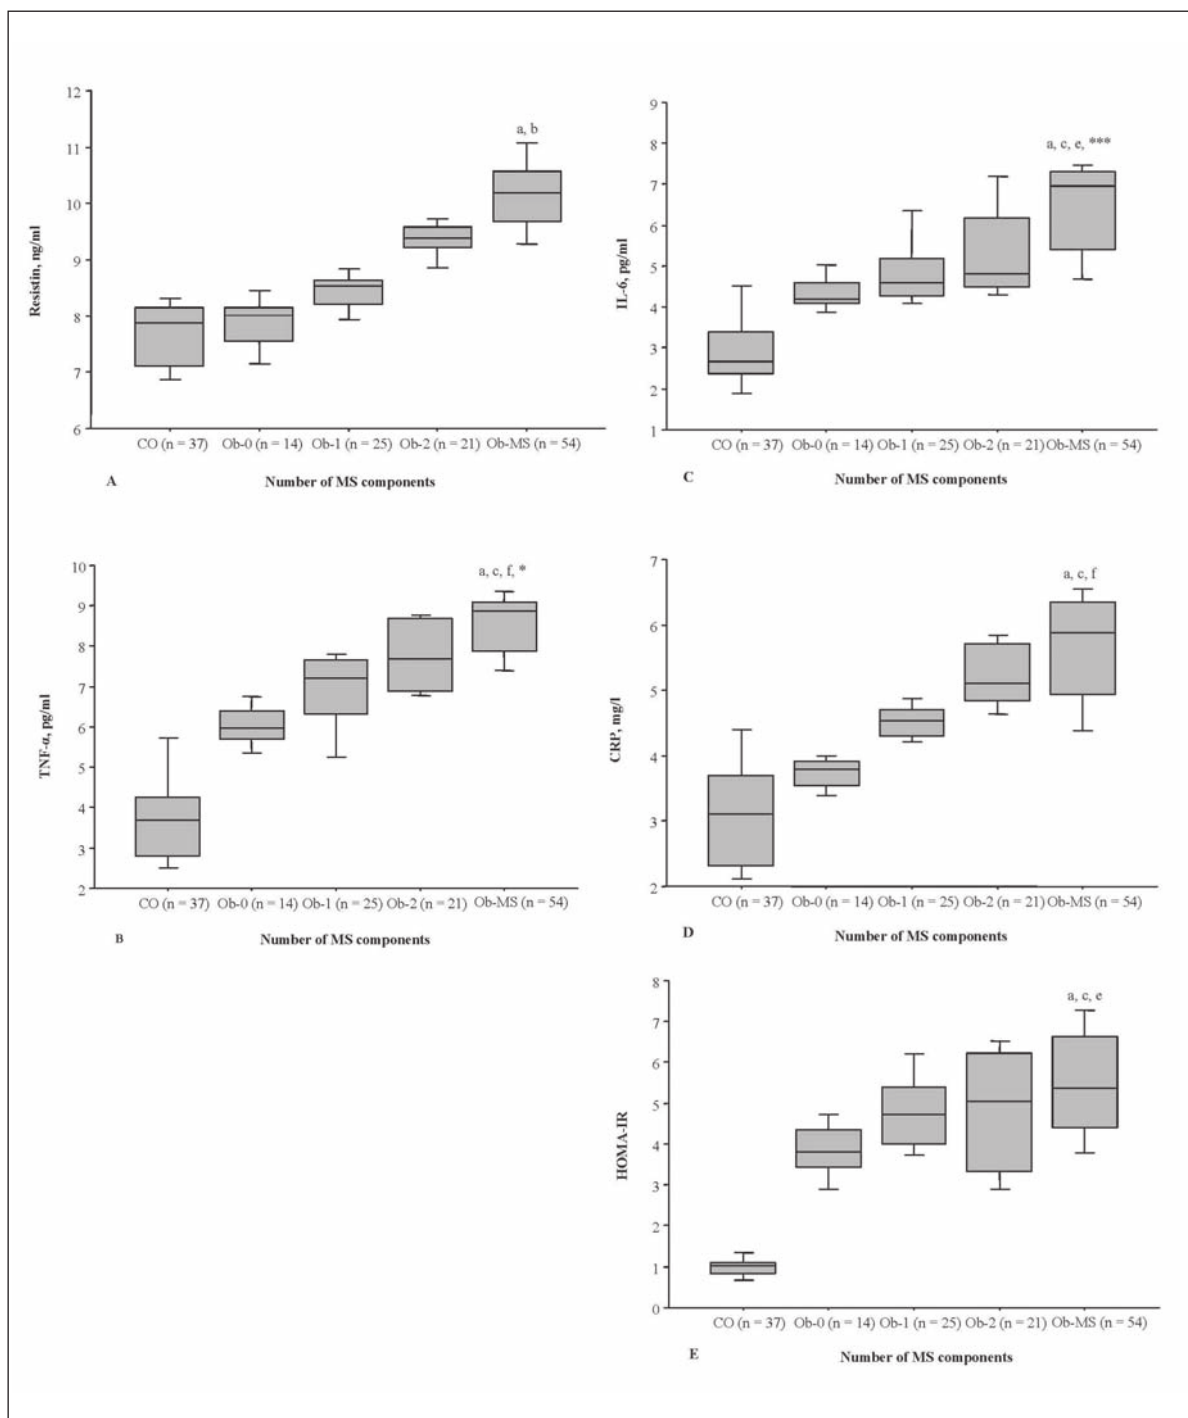 12
11
10
9
8
7
6
Resistin, ng/ml
a, b
CO (n = 37) Ob-0 (n = 14) Ob-1 (n = 25) Ob-2 (n = 21) Ob-MS (n = 54)
A
Number of MS components
9
8
7
6
5
4
3
2
1
IL-6, pg/ml
a, c, e, ***
CO (n = 37) Ob-0 (n = 14) Ob-1 (n = 25) Ob-2 (n = 21) Ob-MS (n = 54)
C
Number of MS components
10
9
8
7
6
5
4
3
2
TNF-α, pg/ml
a, c, f, *
CO (n = 37) Ob-0 (n = 14) Ob-1 (n = 25) Ob-2 (n = 21) Ob-MS (n = 54)
B
Number of MS components
7
6
5
4
3
2
CRP, mg/l
a, c, f
CO (n = 37) Ob-0 (n = 14) Ob-1 (n = 25) Ob-2 (n = 21) Ob-MS (n = 54)
D
Number of MS components
8
7
6
5
4
3
2
1
0
HOMA-IR
a, c, e
CO (n = 37) Ob-0 (n = 14) Ob-1 (n = 25) Ob-2 (n = 21) Ob-MS (n = 54)
E
Number of MS components